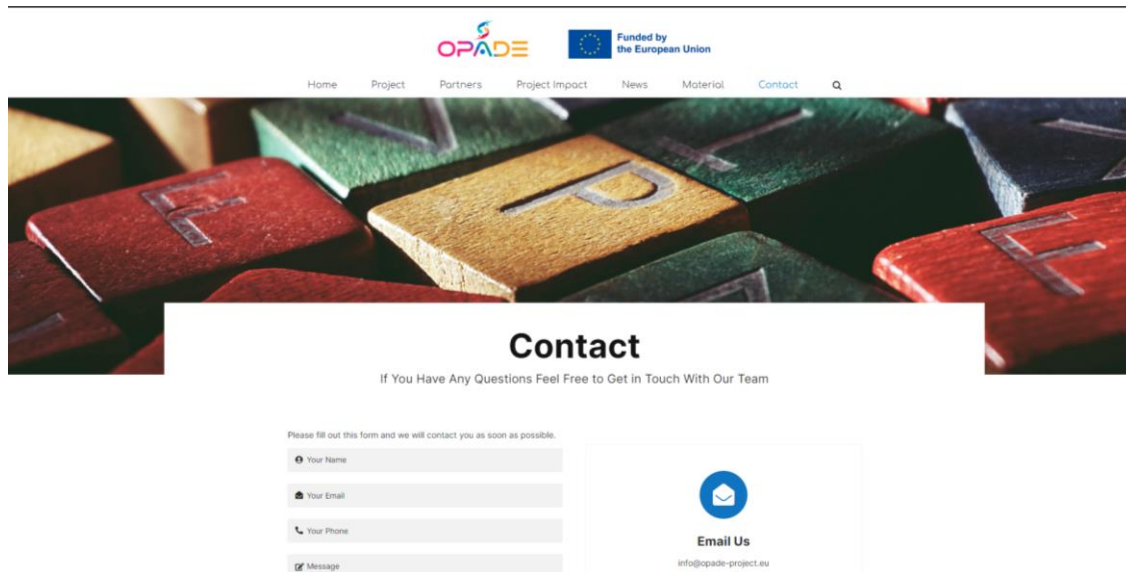 OPADE
Funded by
the European Union
Home Project Partners Project Impact News Material Contact
F P F
Contact
If You Have Any Questions Feel Free to Get in Touch With Our Team
Please fill out this form and we will contact you as soon as possible.
Your Name
Your Email
Your Phone
Message
Email Us
info@opade-project.eu